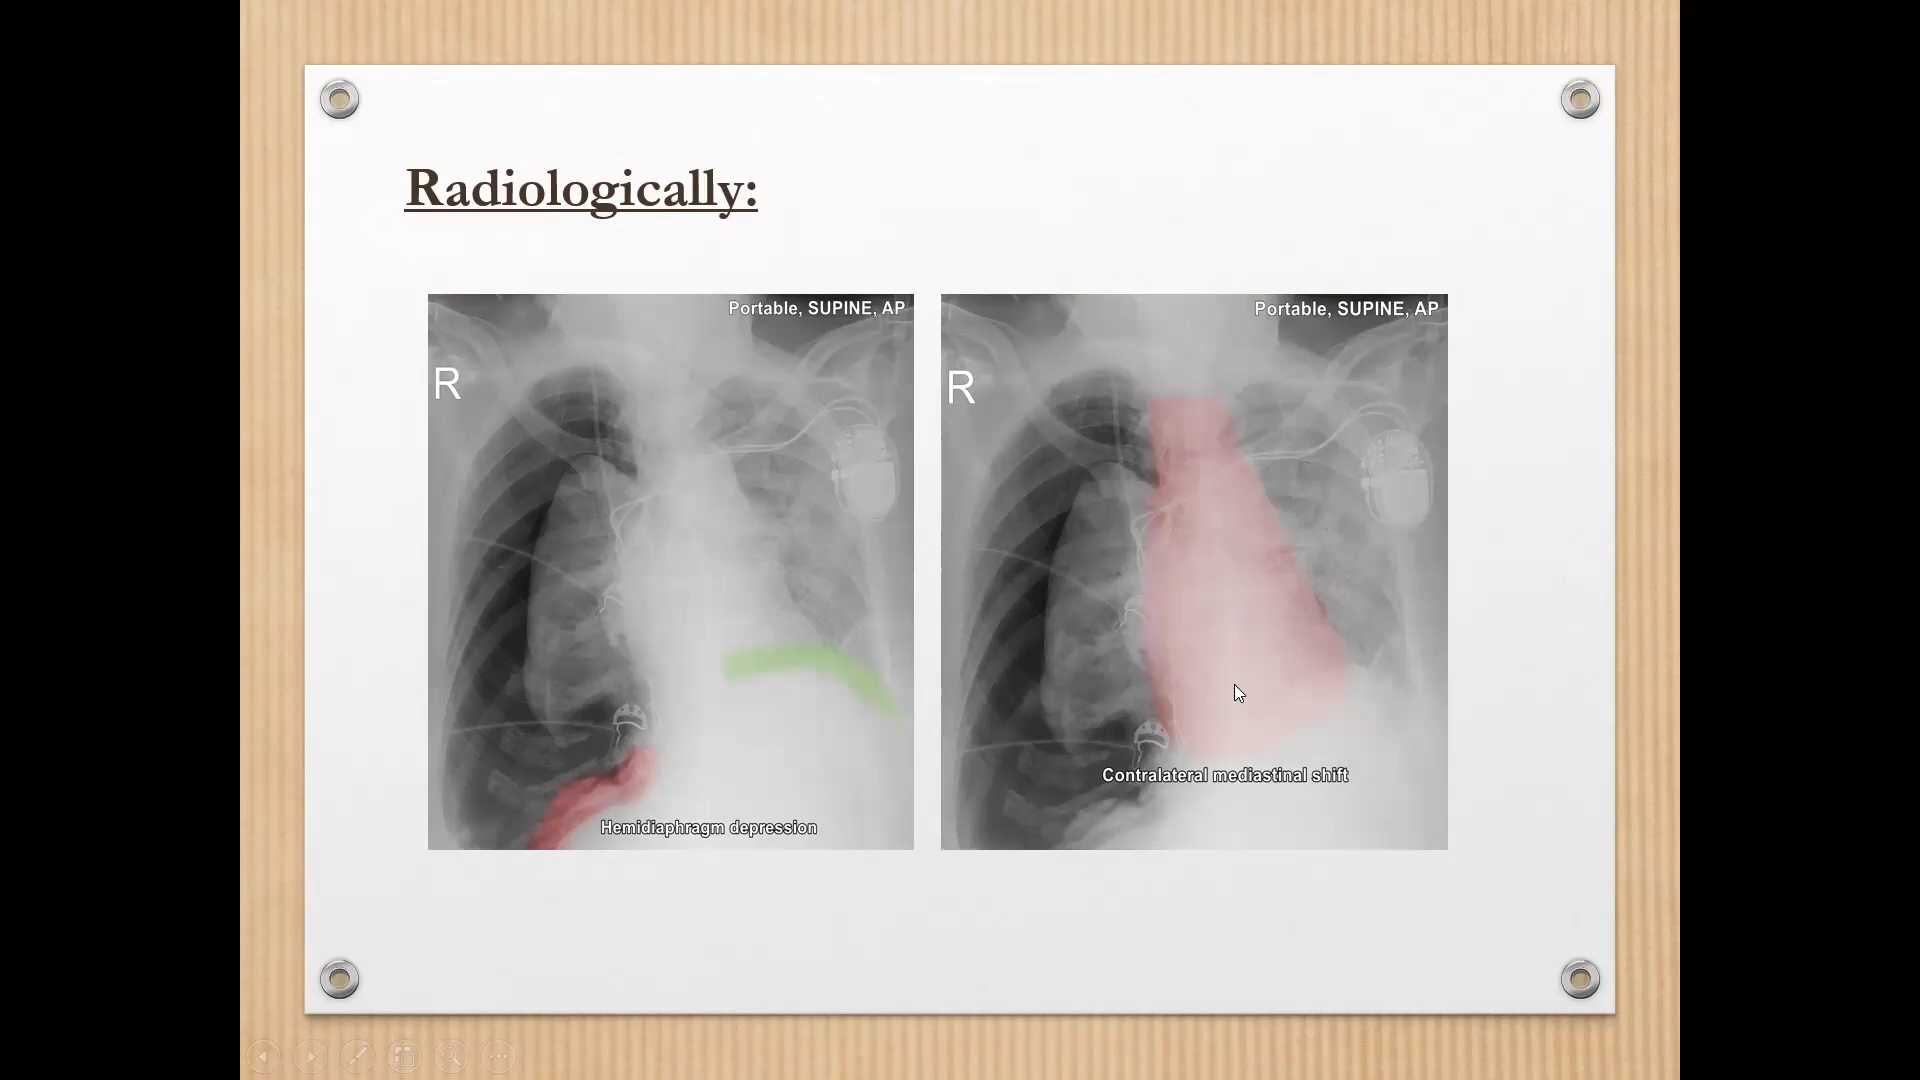 Radiologically:
Portable, SUPINE, AP
R
Hemidiaphragm depression
Portable, SUPINE, AP
R
Contralateral mediastinal shift